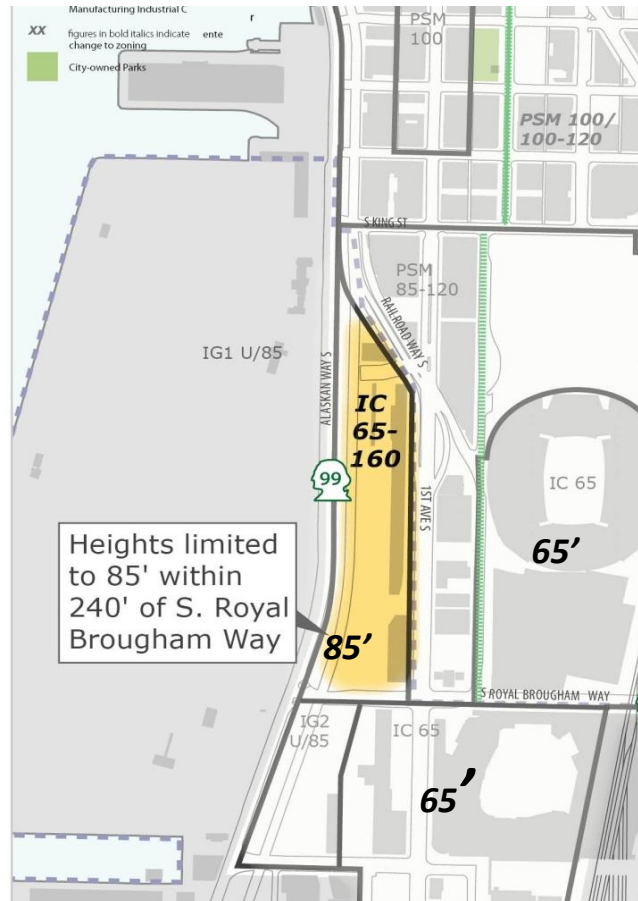 Manufacturing Industrial C
r
xx
figures in bold italics indicate
ente
change to zoning
City-owned Parks
PSM
100
PSM 100/
100-120
S KING ST
PSM
85-120
RAILROAD WAY S
IG1 U/85
ALASKAN WAY S
IC
65-
160
99
1ST AVE S
IC 65
65’
Heights limited
to 85' within
240' of S. Royal
Brougham Way
85’
S ROYAL BROUGHAM WAY
IG2
U/85
IC 65
65’